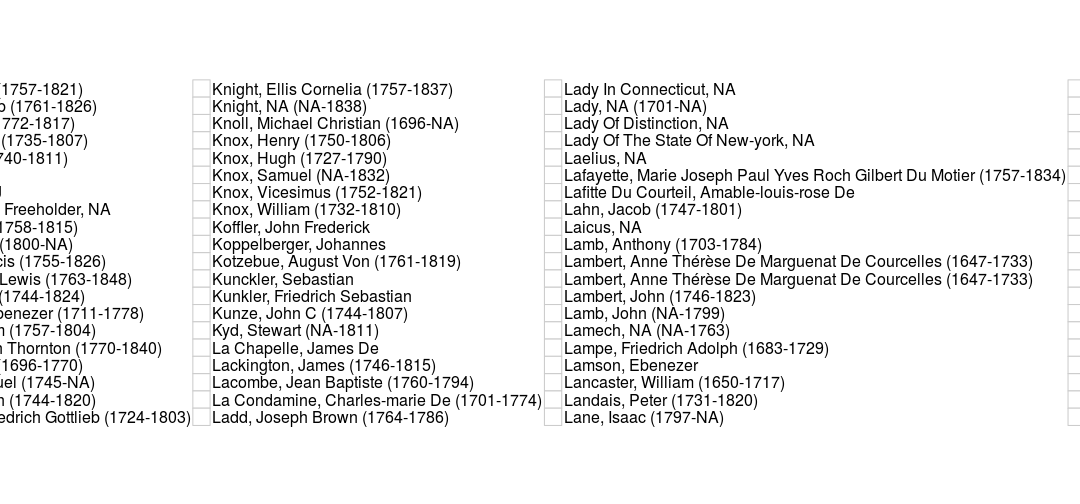 (1757-1821)
(1761-1826)
1772-1817)
(1735-1807)
1740-1811)
Freeholder, NA
1758-1815)
(1800-NA)
(1755-1826)
Lewis (1763-1848)
(1744-1824)
(1711-1778)
(1757-1804)
Thornton (1770-1840)
1696-1770)
(1745-NA)
(1744-1820)
Gottlieb (1724-1803)
Knight, Ellis Cornelia (1757-1837)
Knight, NA (NA-1838)
Knoll, Michael Christian (1696-NA)
Knox, Henry (1750-1806)
Knox, Hugh (1727-1790)
Knox, Samuel (NA-1832)
Knox, Vicesimus (1752-1821)
Knox, William (1732-1810)
Koffler, John Frederick
Koppelberger, Johannes
Kotzebue, August Von (1761-1819)
Kunckler, Sebastian
Kunkler, Friedrich Sebastian
Kunze, John C (1744-1807)
Kyd, Stewart (NA-1811)
La Chapelle, James De
Lackington, James (1746-1815)
Lacombe, Jean Baptiste (1760-1794)
La Condamine, Charles-marie De (1701-1774)
Ladd, Joseph Brown (1764-1786)
Lady In Connecticut, NA
Lady, NA (1701-NA)
Lady Of Distinction, NA
Lady Of The State Of New-york, NA
Laelius, NA
Lafayette, Marie Joseph Paul Yves Roch Gilbert Du Motier (1757-1834)
Lafitte Du Courteil, Amable-louis-rose De
Lahn, Jacob (1747-1801)
Laicus, NA
Lamb, Anthony (1703-1784)
Lambert, Anne Thérèse De Marguenat De Courcelles (1647-1733)
Lambert, Anne Thérèse De Marguenat De Courcelles (1647-1733)
Lambert, John (1746-1823)
Lamb, John (NA-1799)
Lamech, NA (NA-1763)
Lampe, Friedrich Adolph (1683-1729)
Lamson, Ebenezer
Lancaster, William (1650-1717)
Landais, Peter (1731-1820)
Lane, Isaac (1797-NA)